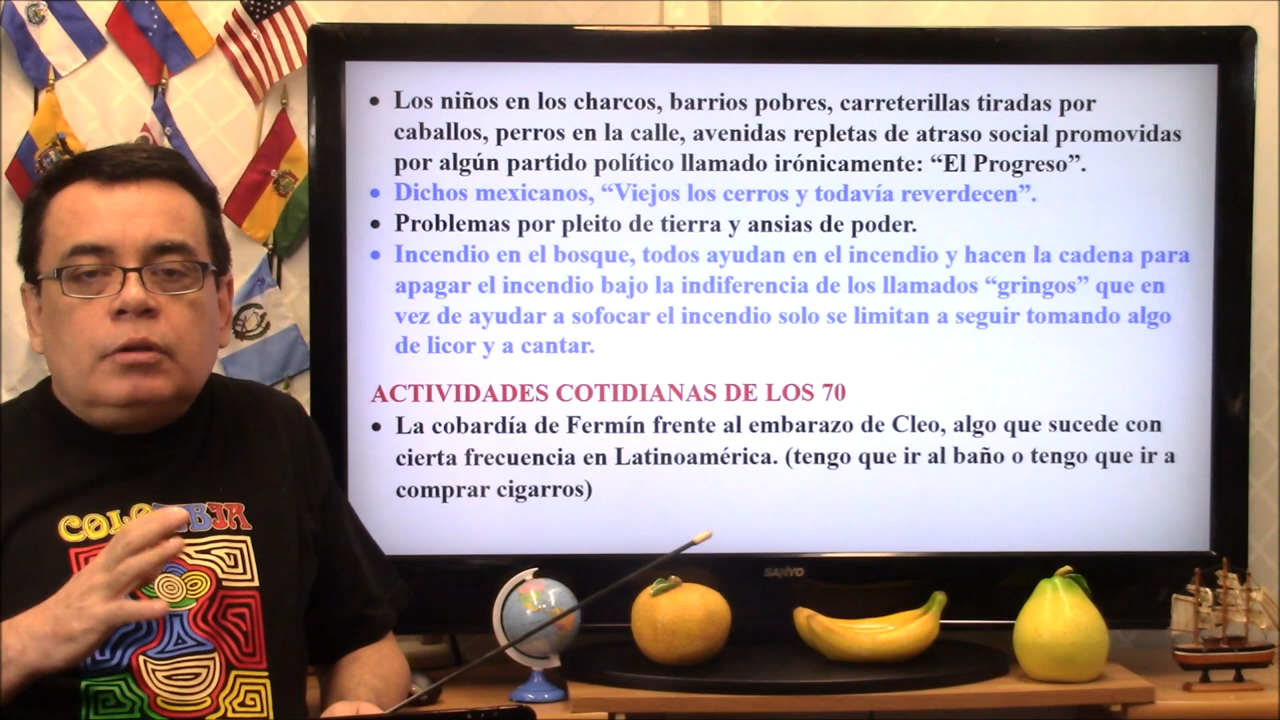 • Los niños en los charcos, barrios pobres, carreterillas tiradas por
caballos, perros en la calle, avenidas repletas de atraso social promovidas
por algún partido político llamado irónicamente: “El Progreso”.
• Dichos mexicanos, “Viejos los cerros y todavía reverdecen”.
• Problemas por pleito de tierra y ansias de poder.
• Incendio en el bosque, todos ayudan en el incendio y hacen la cadena para
apagar el incendio bajo la indiferencia de los llamados “gringos” que en
vez de ayudar a sofocar el incendio solo se limitan a seguir tomando algo
de licor y a cantar.
ACTIVIDADES COTIDIANAS DE LOS 70
• La cobardía de Fermín frente al embarazo de Cleo, algo que sucede con
cierta frecuencia en Latinoamérica. (tengo que ir al baño o tengo que ir a
comprar cigarros)
SANYO